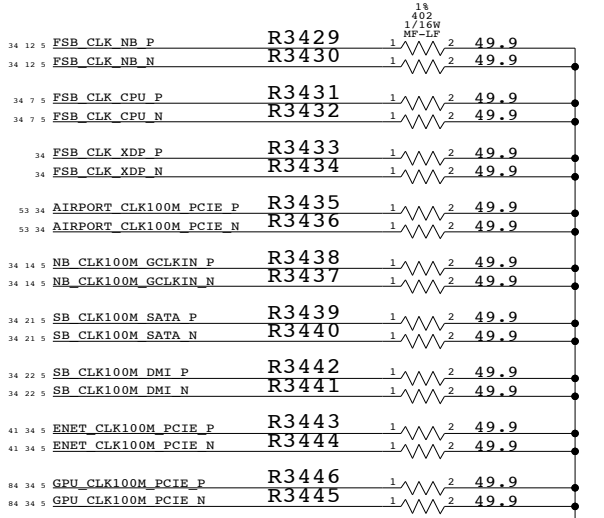 1%
402
1/16W
MF-LF
34 12 5 FSB_CLK_NB_P R3429 1 2 49.9
34 12 5 FSB_CLK_NB_N R3430 1 2 49.9
34 7 5 FSB_CLK_CPU_P R3431 1 2 49.9
34 7 5 FSB_CLK_CPU_N R3432 1 2 49.9
34 FSB_CLK_XDP_P R3433 1 2 49.9
34 FSB_CLK_XDP_N R3434 1 2 49.9
53 34 AIRPORT_CLK100M_PCIE_P R3435 1 2 49.9
53 34 AIRPORT_CLK100M_PCIE_N R3436 1 2 49.9
34 14 5 NB_CLK100M_GCLKIN_P R3438 1 2 49.9
34 14 5 NB_CLK100M_GCLKIN_N R3437 1 2 49.9
34 21 5 SB_CLK100M_SATA_P R3439 1 2 49.9
34 21 5 SB_CLK100M_SATA_N R3440 1 2 49.9
34 22 5 SB_CLK100M_DMI_P R3442 1 2 49.9
34 22 5 SB_CLK100M_DMI_N R3441 1 2 49.9
41 34 5 ENET_CLK100M_PCIE_P R3443 1 2 49.9
41 34 5 ENET_CLK100M_PCIE_N R3444 1 2 49.9
84 34 5 GPU_CLK100M_PCIE_P R3446 1 2 49.9
84 34 5 GPU_CLK100M_PCIE_N R3445 1 2 49.9